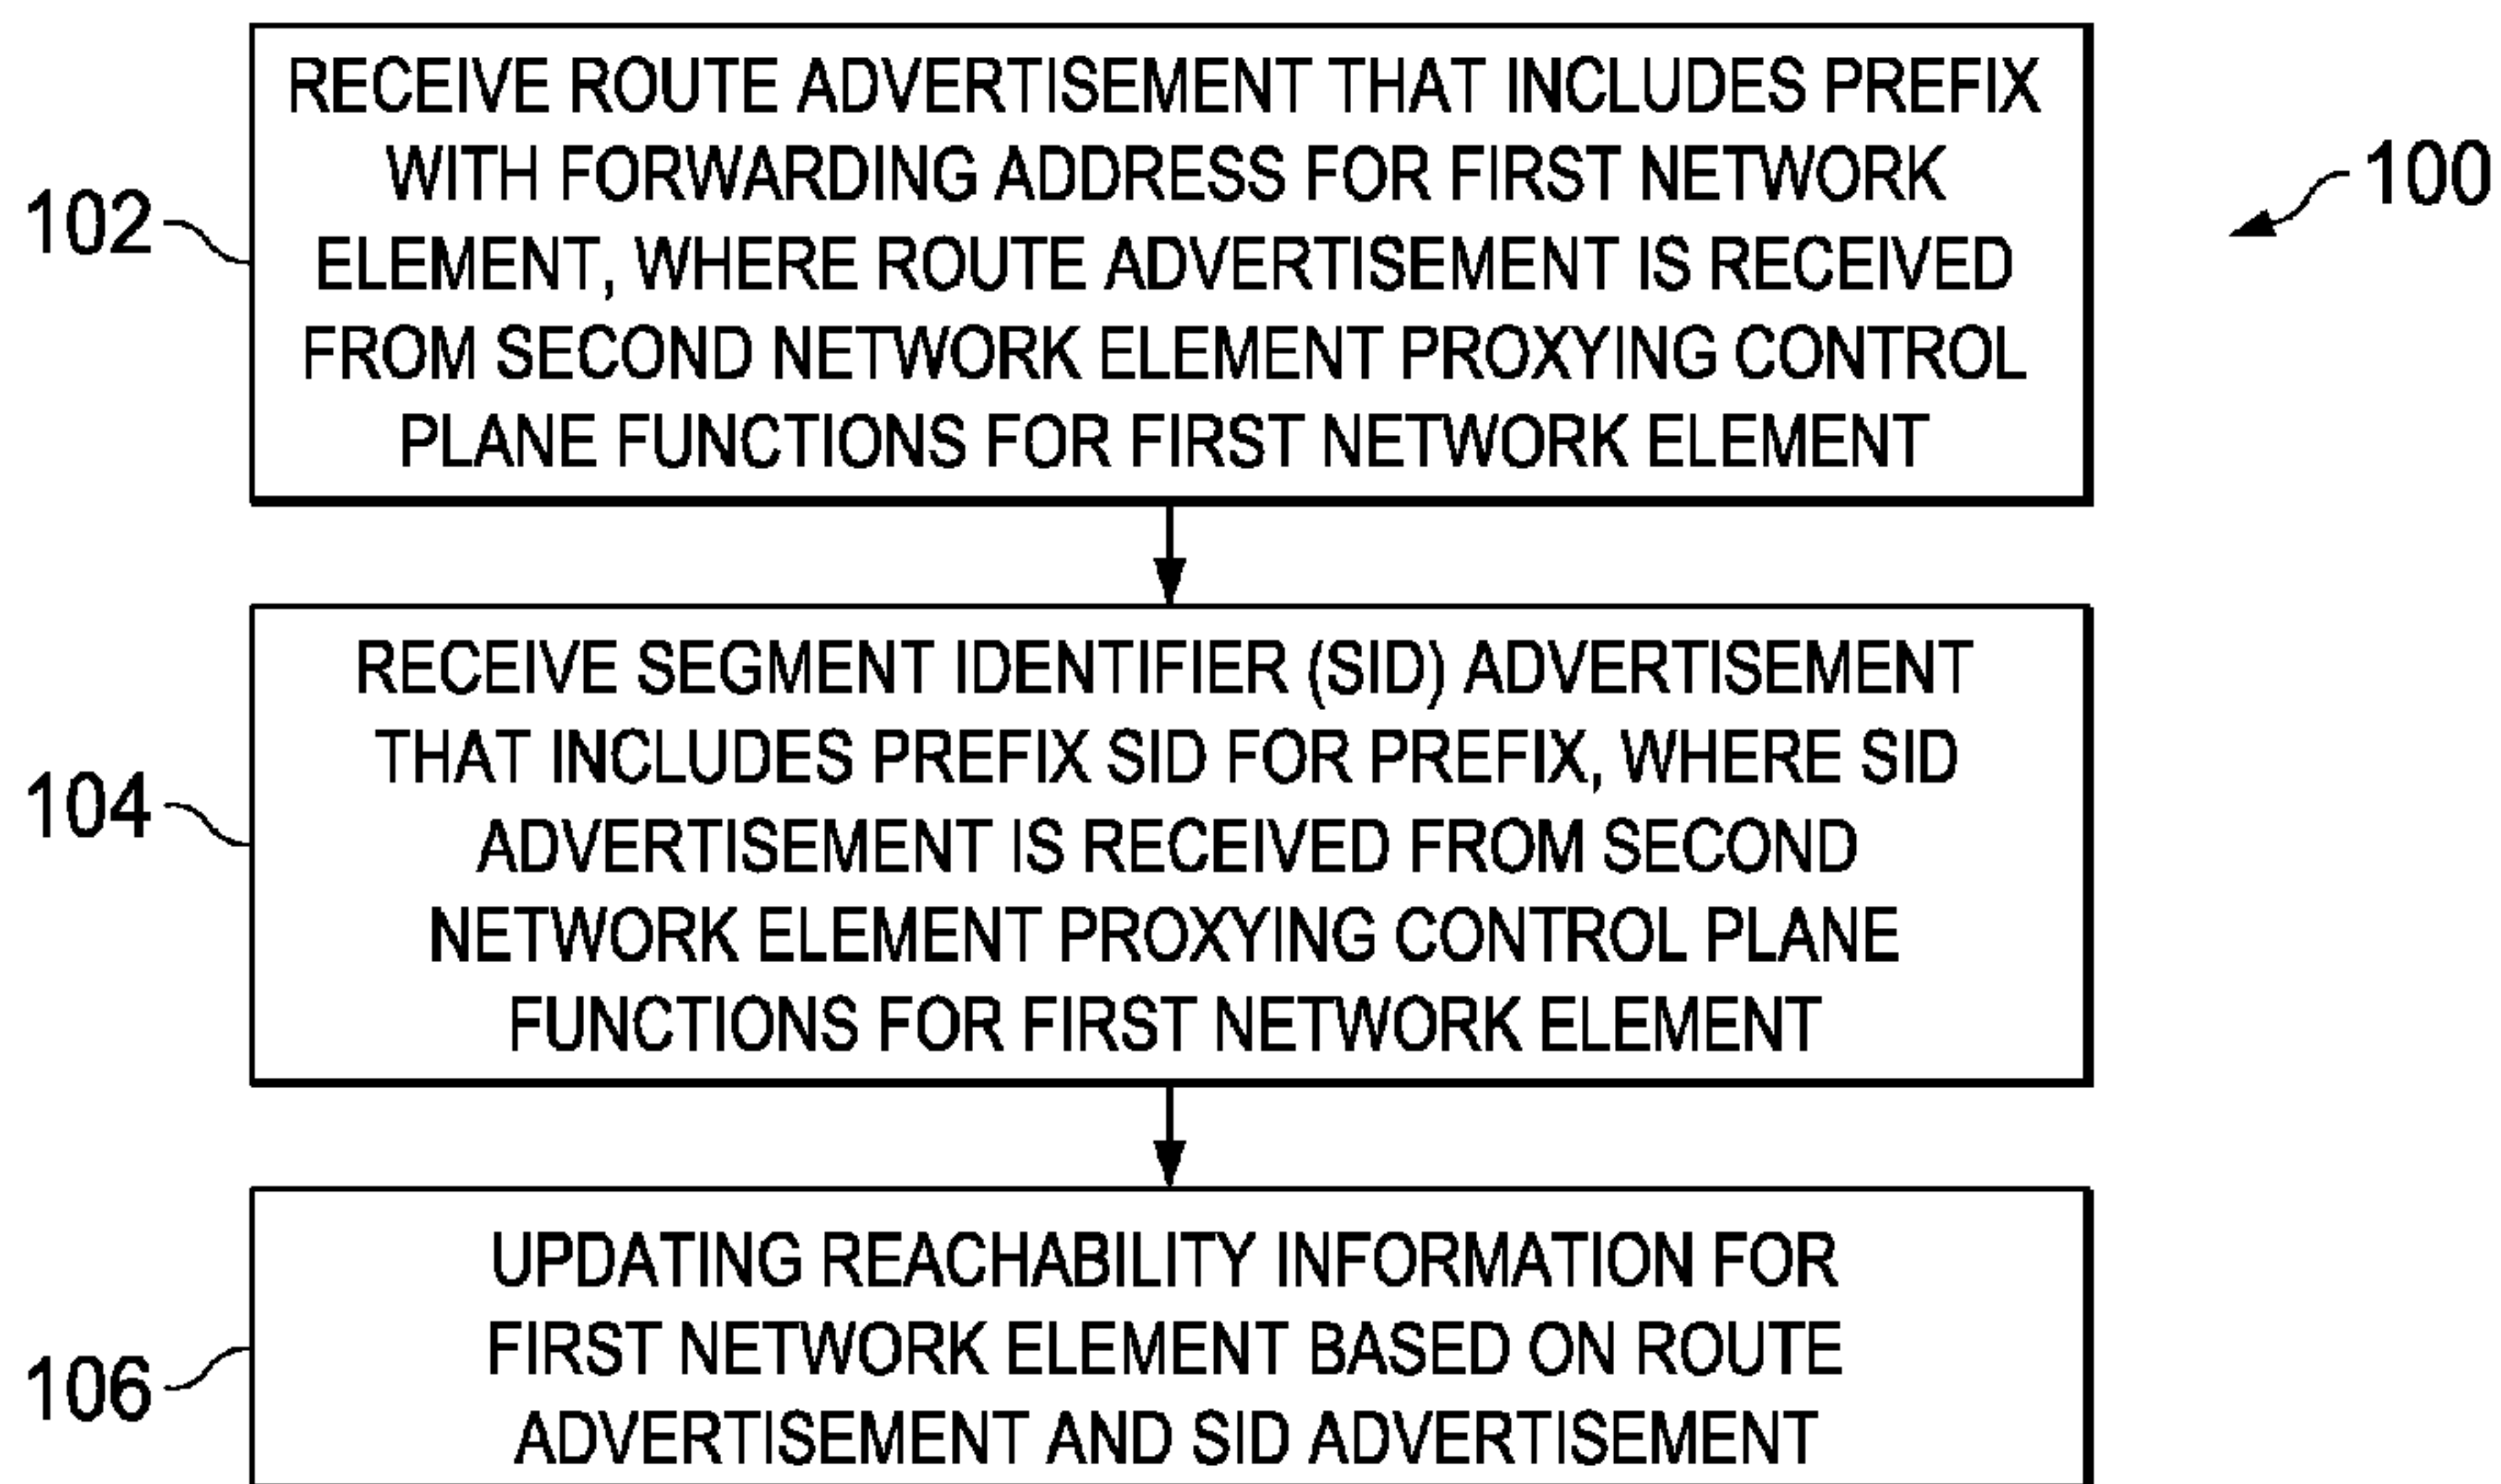 RECEIVE ROUTE ADVERTISEMENT THAT INCLUDES PREFIX
WITH FORWARDING ADDRESS FOR FIRST NETWORK
ELEMENT, WHERE ROUTE ADVERTISEMENT IS RECEIVED
FROM SECOND NETWORK ELEMENT PROXYING CONTROL
PLANE FUNCTIONS FOR FIRST NETWORK ELEMENT
102
100
RECEIVE SEGMENT IDENTIFIER (SID) ADVERTISEMENT
THAT INCLUDES PREFIX SID FOR PREFIX, WHERE SID
ADVERTISEMENT IS RECEIVED FROM SECOND
NETWORK ELEMENT PROXYING CONTROL PLANE
FUNCTIONS FOR FIRST NETWORK ELEMENT
104
UPDATING REACHABILITY INFORMATION FOR
FIRST NETWORK ELEMENT BASED ON ROUTE
ADVERTISEMENT AND SID ADVERTISEMENT
106